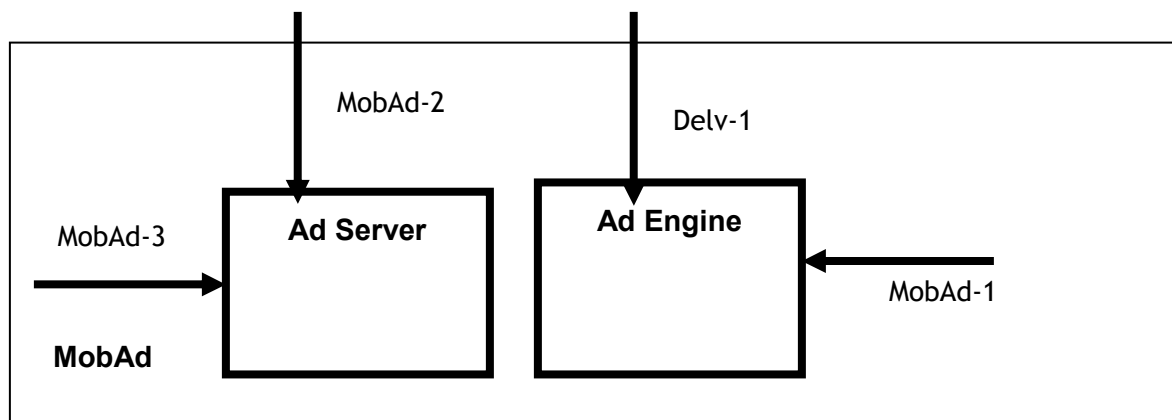 MobAd-2
Delv-1
Ad Server
Ad Engine
MobAd-3
MobAd-1
MobAd